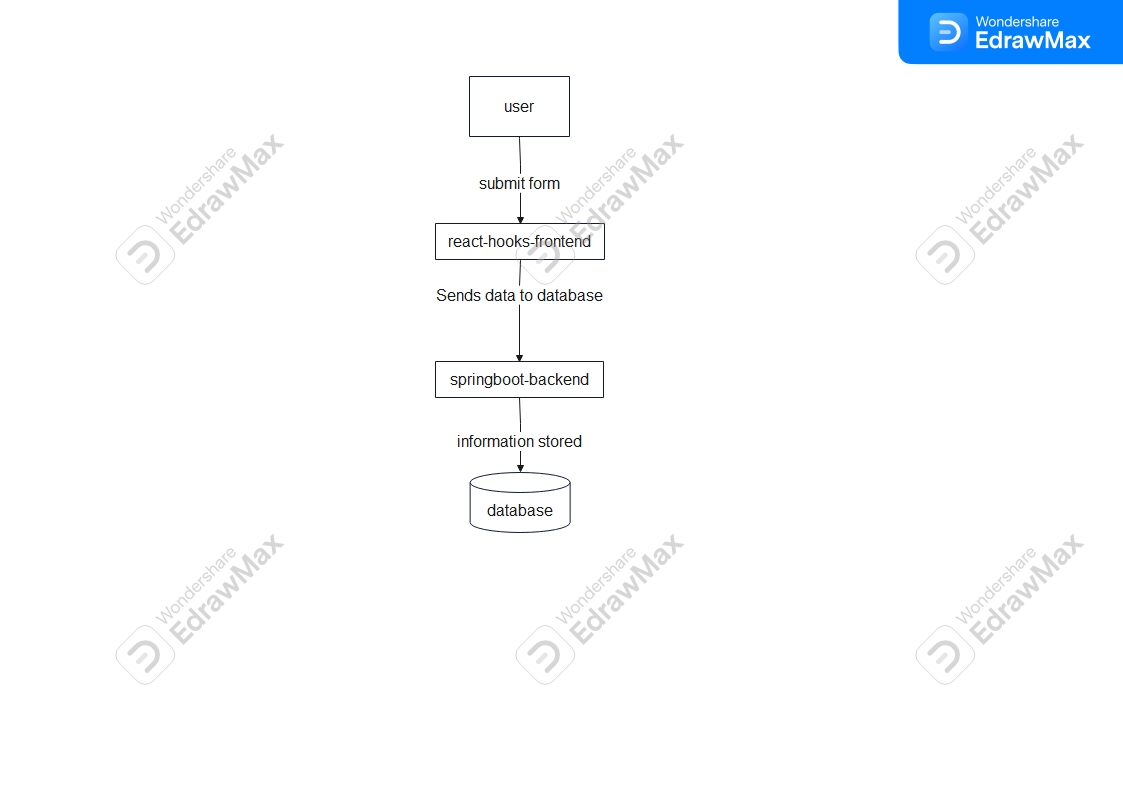 Wondershare
EdrawMax
user
Wondershare
EdrawMax
Wondershare
EdrawMax
Wondershare
EdrawMax
submit form
react-hooks-frontend
Sends data to database
springboot-backend
information stored
database
Wondershare
EdrawMax
Wondershare
EdrawMax
Wondershare
EdrawMax